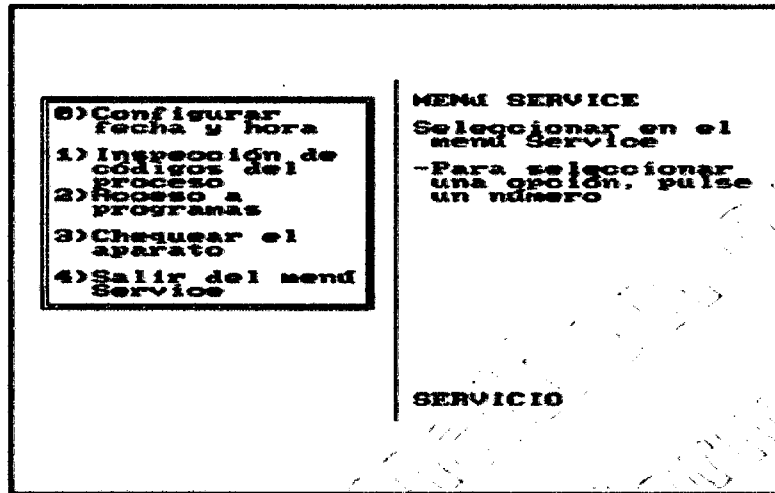 0)Configurar
fecha y hora
1)Inspección de
códigos del
proceso
2)Acceso a
programas
3)Chequear el
aparato
4)Salir del menú
Service
MENú SERVICE
Seleccionar en el
menú Service
-Para seleccionar
una opción, pulse
un número
SERVICIO